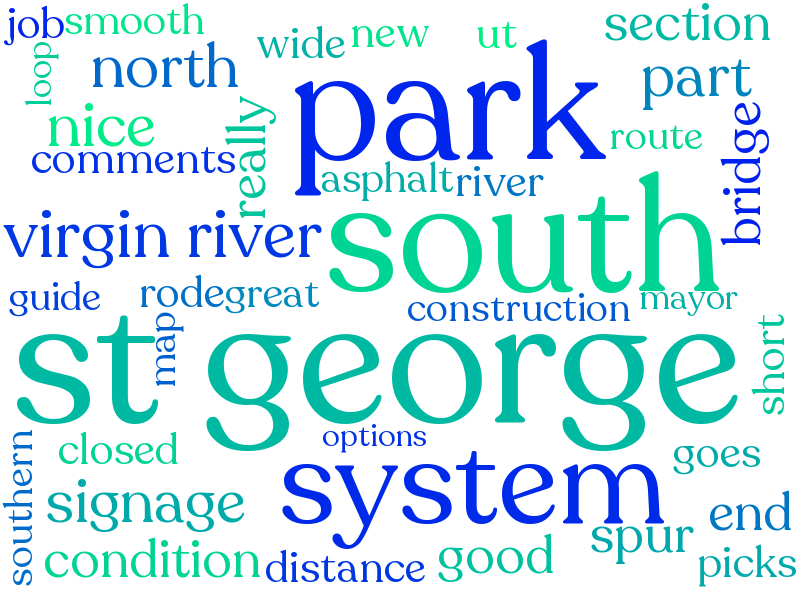 job
smooth
wide
new
ut
section
loop
north
park
part
nice
really
route
comments
asphalt
river
bridge
virgin river
south
guide
rode
great
construction
mayor
map
st george
short
options
southern
closed
system
goes
signage
end
spur
condition
distance
good
picks